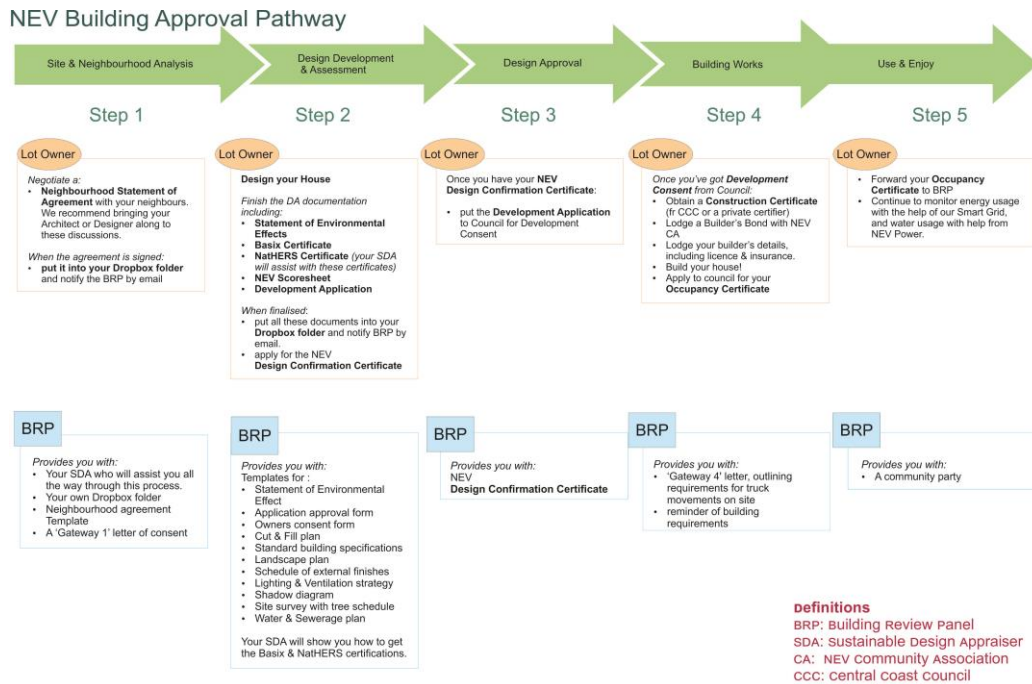 NEV Building Approval Pathway
Site & Neighbourhood Analysis
Design Development
& Assessment
Design Approval
Building Works
Use & Enjoy
Step 1
Step 2
Step 3
Step 4
Step 5
Lot Owner
Negotiate a:
• Neighbourhood Statement of
Agreement with your neighbours.
We recommend bringing your
Architect or Designer along to
these discussions.
When the agreement is signed:
• put it into your Dropbox folder
and notify the BRP by email
Lot Owner
Design your House
Finish the DA documentation
including:
• Statement of Environmental
Effects
• Basix Certificate
• NatHERS Certificate (your SDA
will assist with these certificates)
• NEV Scoresheet
• Development Application
When finalised:
• put all these documents into your
Dropbox folder and notify BRP by
email.
• apply for the NEV
Design Confirmation Certificate
Lot Owner
Once you have your NEV
Design Confirmation Certificate:
• put the Development Application
to Council for Development
Consent
Lot Owner
Once you've got Development
Consent from Council:
• Obtain a Construction Certificate
(fr CCC or a private certifier)
• Lodge a Builder's Bond with NEV
CA
• Lodge your builder's details,
including licence & insurance.
• Build your house!
• Apply to council for your
Occupancy Certificate
Lot Owner
• Forward your Occupancy
Certificate to BRP
• Continue to monitor energy usage
with the help of our Smart Grid,
and water usage with help from
NEV Power.
BRP
Provides you with:
• Your SDA who will assist you all
the way through this process.
• Your own Dropbox folder
• Neighbourhood agreement
Template
• A 'Gateway 1' letter of consent
BRP
Provides you with:
Templates for :
• Statement of Environmental
Effect
• Application approval form
• Owners consent form
• Cut & Fill plan
• Standard building specifications
• Landscape plan
• Schedule of external finishes
• Lighting & Ventilation strategy
• Shadow diagram
• Site survey with tree schedule
• Water & Sewerage plan
Your SDA will show you how to get
the Basix & NatHERS certifications.
BRP
Provides you with:
NEV
Design Confirmation Certificate
BRP
Provides you with:
• 'Gateway 4' letter, outlining
requirements for truck
movements on site
• reminder of building
requirements
BRP
Provides you with:
• A community party
Definitions
BRP: Building Review Panel
SDA: Sustainable Design Appraiser
CA: NEV community Association
CCC: central coast council